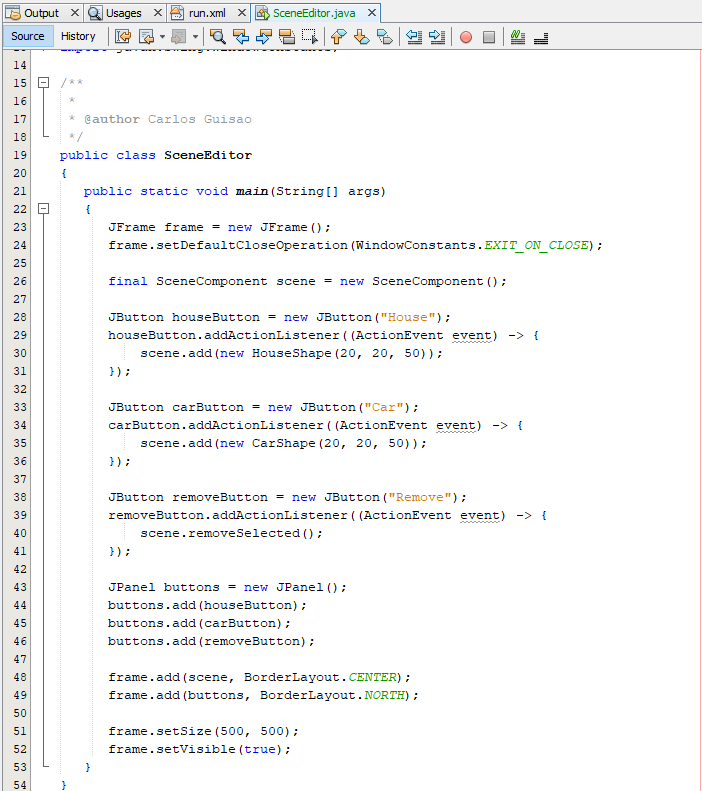 Output Usages run.xml SceneEditor.java
Source History
14
15 /**
16 *
17 * @author Carlos Guisao
18 */
19 public class SceneEditor
20 {
21 public static void main(String[] args)
22 {
23 JFrame frame = new JFrame();
24 frame.setDefaultCloseOperation(WindowConstants.EXIT_ON_CLOSE);
25
26 final SceneComponent scene = new SceneComponent();
27
28 JButton houseButton = new JButton("House");
29 houseButton.addActionListener((ActionEvent event) -> {
30 scene.add(new HouseShape(20, 20, 50));
31 });
32
33 JButton carButton = new JButton("Car");
34 carButton.addActionListener((ActionEvent event) -> {
35 scene.add(new CarShape(20, 20, 50));
36 });
37
38 JButton removeButton = new JButton("Remove");
39 removeButton.addActionListener((ActionEvent event) -> {
40 scene.removeSelected();
41 });
42
43 JPanel buttons = new JPanel();
44 buttons.add(houseButton);
45 buttons.add(carButton);
46 buttons.add(removeButton);
47
48 frame.add(scene, BorderLayout.CENTER);
49 frame.add(buttons, BorderLayout.NORTH);
50
51 frame.setSize(500, 500);
52 frame.setVisible(true);
53 }
54 }